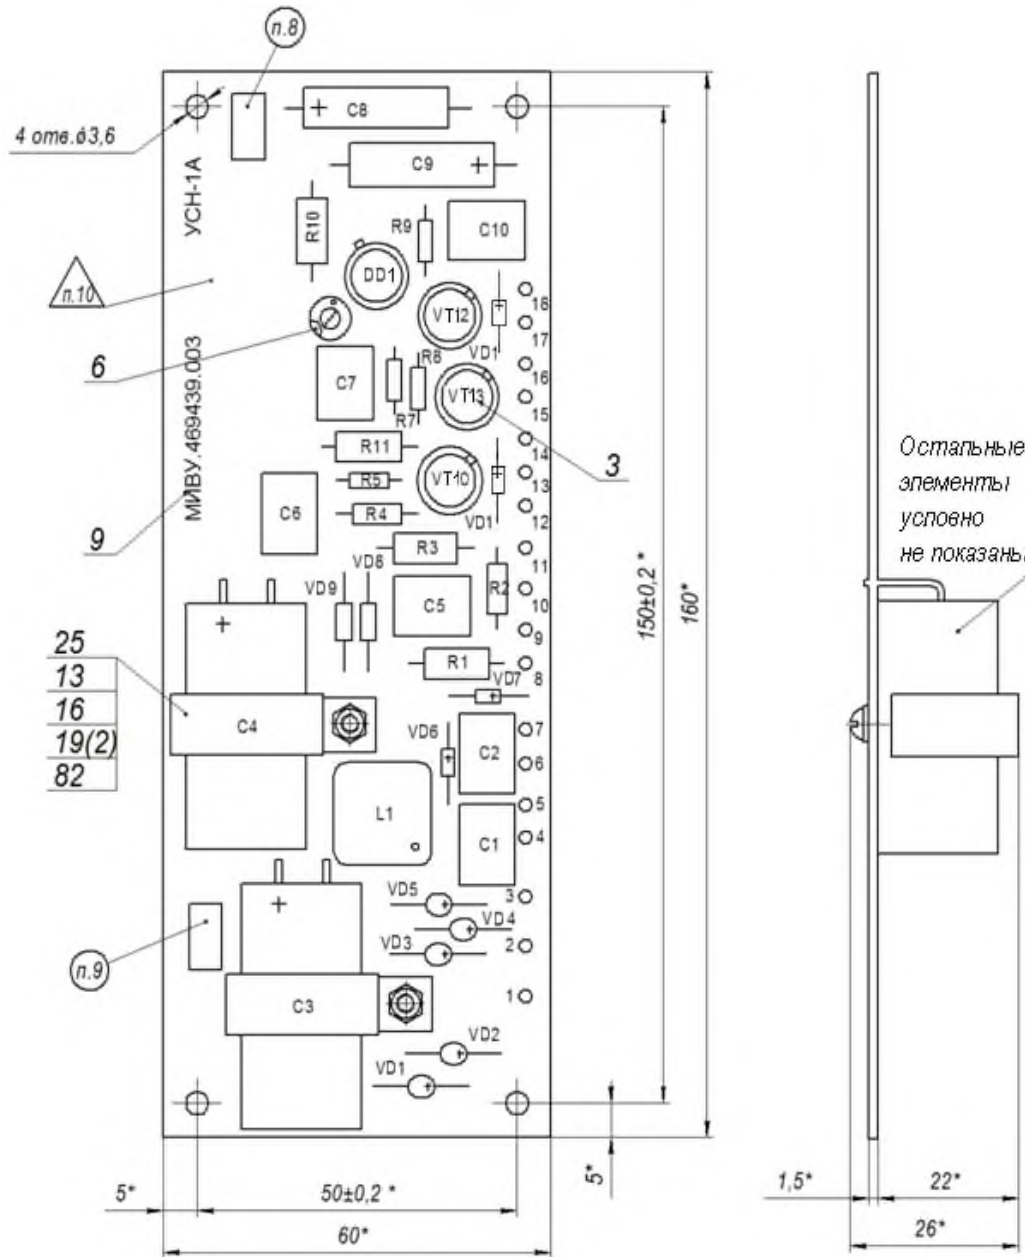 п.8
4 отв.ϕ3,6
C8
C9
УСН-1А
R10
R9
C10
DD1
п.10
VT12
18
VD1
17
6
R8
16
C7
МИВУ.469439.003
VT13
15
R7
R11
14
3
Остальные
элементы
условно
не показаны
R5
VT10
13
C6
R4
VD1
12
9
R3
11
VD9
VD8
R2
C5
10
9
150±0,2 *
160*
25
13
16
19(2)
82
R1
8
VD7
C4
7
VD6
C2
6
5
L1
C1
4
VD5
3
VD4
VD3
2
п.9
C3
1
VD2
VD1
5*
5*
50±0,2 *
60*
1,5*
22*
26*